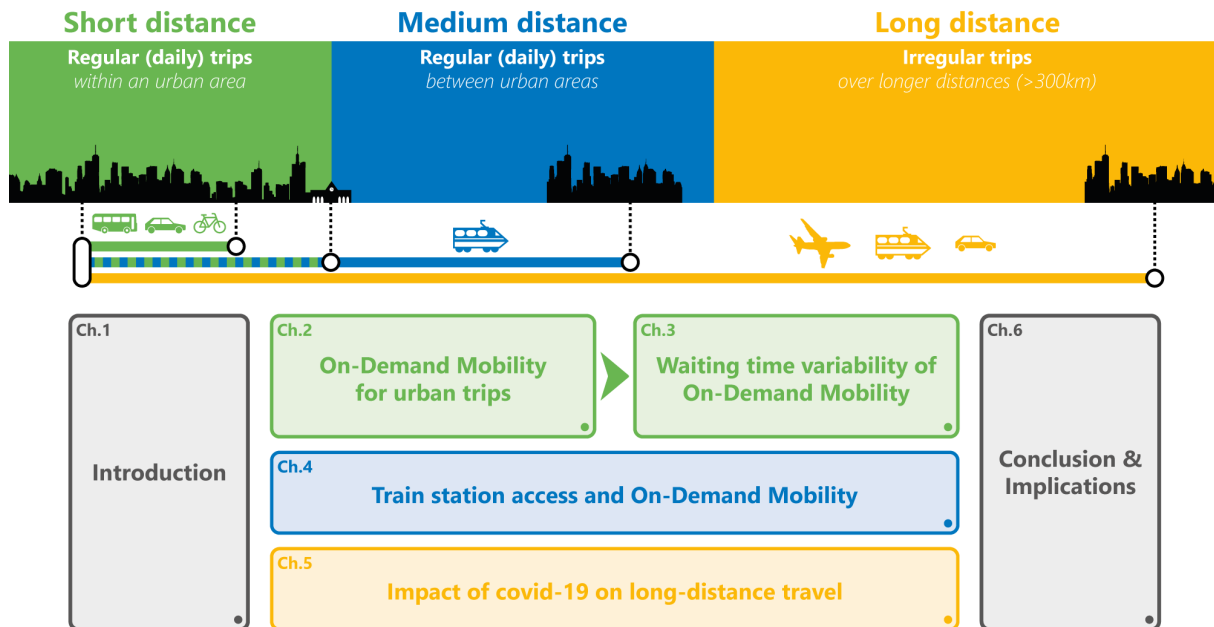 Short distance
Medium distance
Long distance
Regular (daily) trips
within an urban area
Regular (daily) trips
between urban areas
Irregular trips
over longer distances (>300km)
Ch.1
Introduction
Ch.2
On-Demand Mobility
for urban trips
Ch.3
Waiting time variability of
On-Demand Mobility
Ch.4
Train station access and On-Demand Mobility
Ch.5
Impact of covid-19 on long-distance travel
Ch.6
Conclusion &
Implications